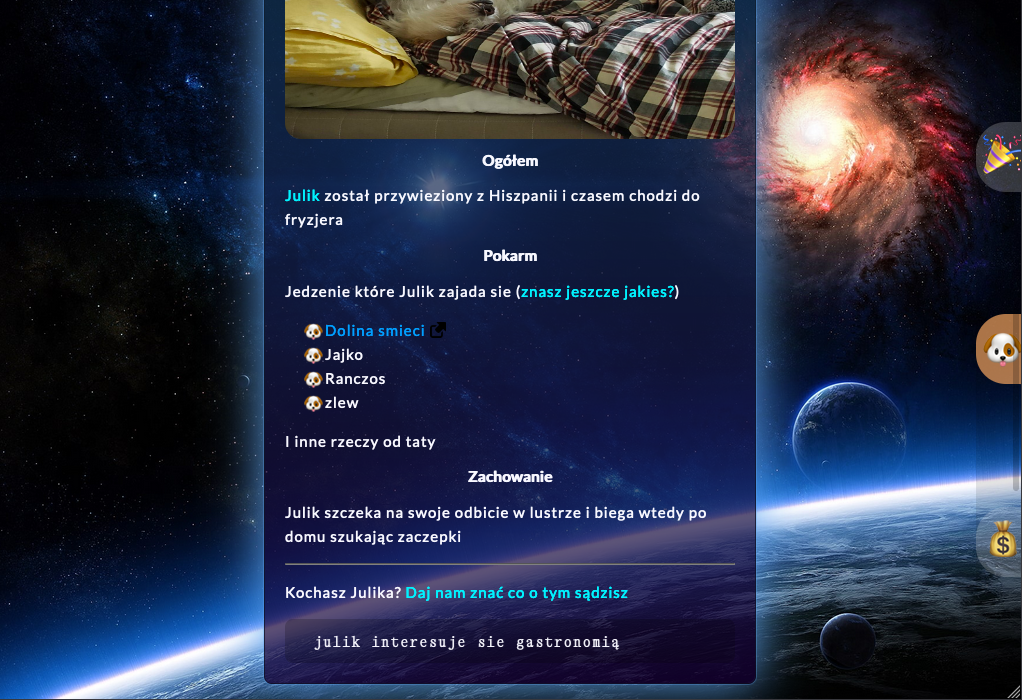 Ogółem
Julik został przywieziony z Hiszpanii i czasem chodzi do
fryzjera
Pokarm
Jedzenie które Julik zajada sie (znasz jeszcze jakies?)
Dolina smieci
Jajko
Ranczos
zlew
I inne rzeczy od taty
Zachowanie
Julik szczeka na swoje odbicie w lustrze i biega wtedy po
domu szukając zaczepki
Kochasz Julika? Daj nam znać co o tym sądzisz
julik interesuje sie gastronomią